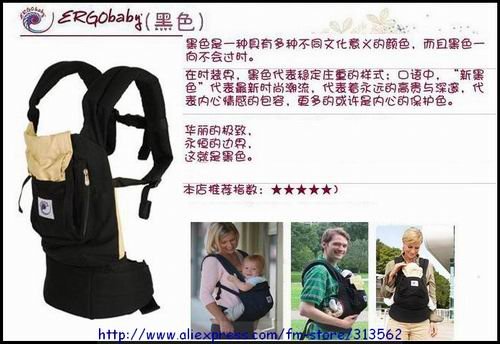 ergobaby
ERGObaby(黑色)
黑色是一种具有多种不同文化意义的颜色，而且黑色一
向不会过时。
在时装界，黑色代表稳定庄重的样式；口语中，“新黑
色”代表最新时尚潮流，代表着永远的高贵与深邃，代
表内心情感的包容，更多的或许是内心的保护色。
华丽的极致，
永恒的边界，
这就是黑色。
本店推荐指数：★★★★★)
http://www.aliexpress.com/fm-store/313562